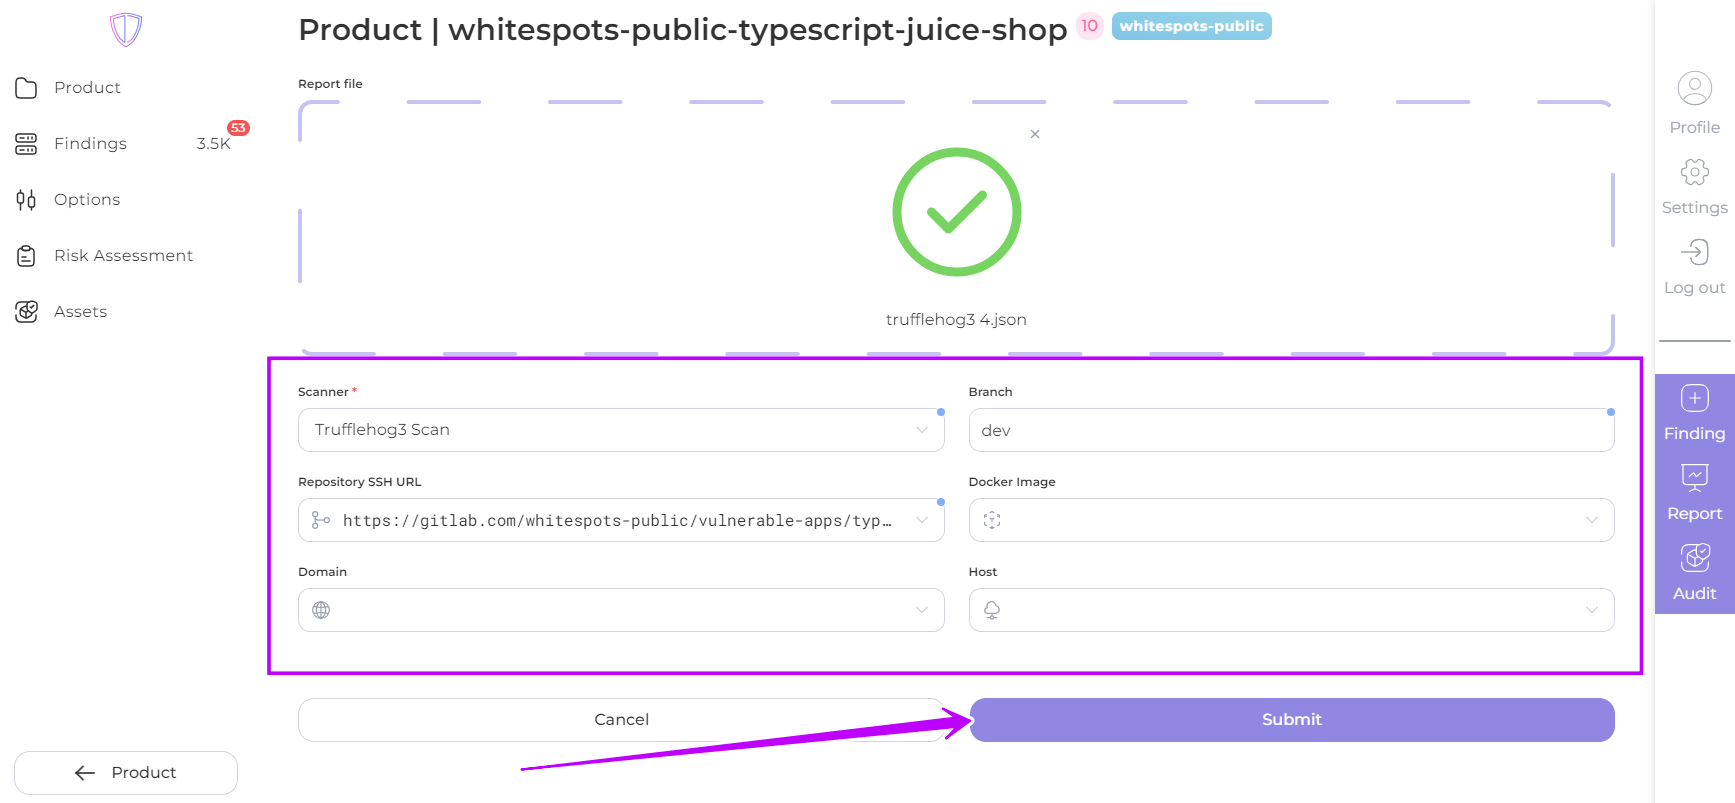 Product | whitespots-public-typescript-juice-shop 10 whitespots-public
Product
Findings 3.5K 53
Options
Risk Assessment
Assets
Product
Report file
trufflehog3 4.json
Scanner *
Trufflehog3 Scan
Branch
dev
Repository SSH URL
https://gitlab.com/whitespots-public/vulnerable-apps/typ…
Docker Image
Domain
Host
Cancel
Submit
Profile
Settings
Log out
Finding
Report
Audit